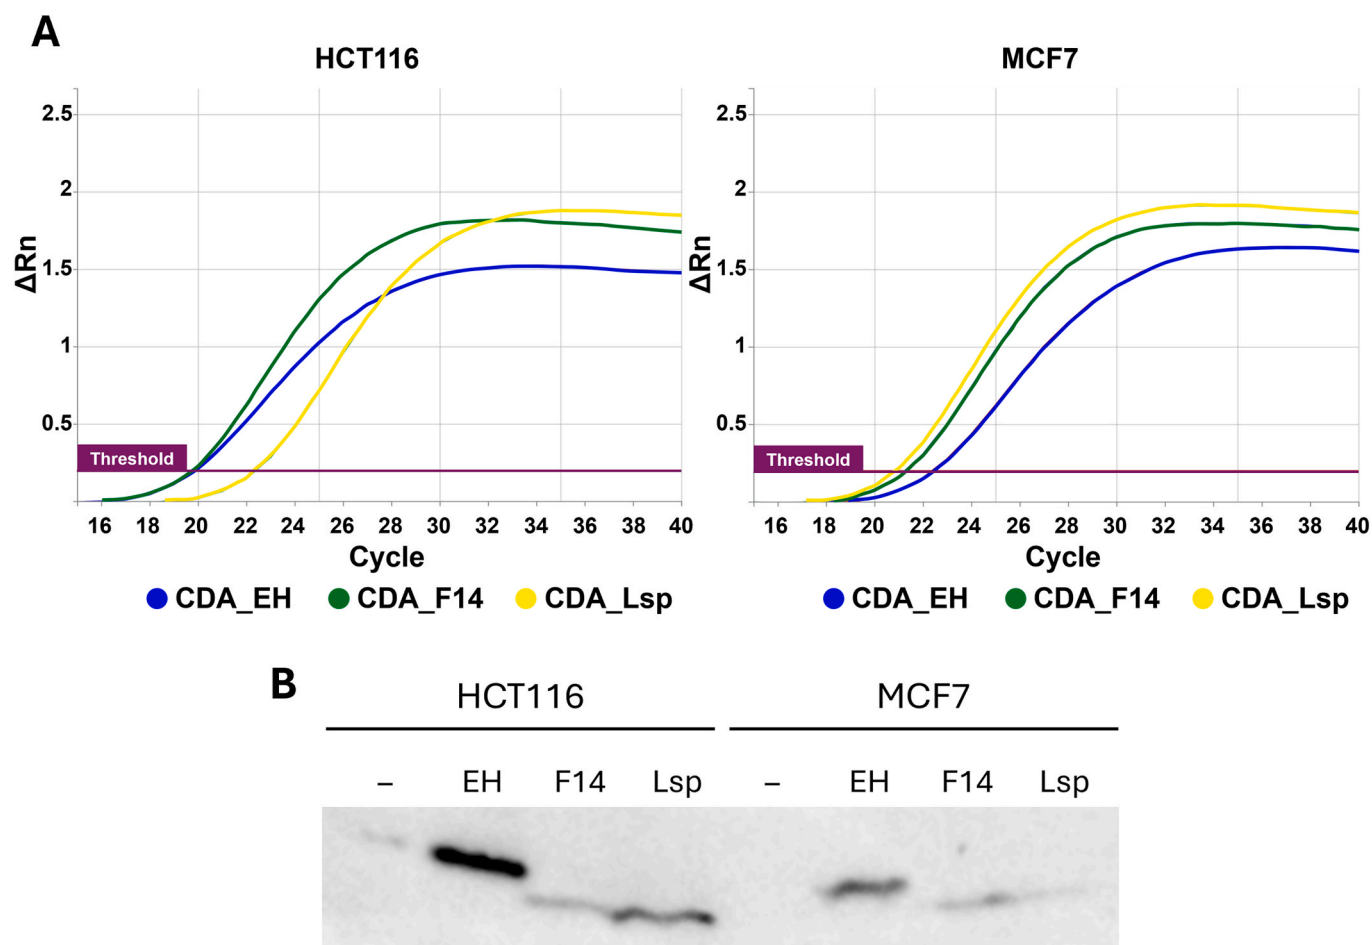 A
HCT116
MCF7
2.5
2
1.5
1
0.5
ΔRn
Threshold
16 18 20 22 24 26 28 30 32 34 36 38 40
Cycle
CDA_EH CDA_F14 CDA_Lsp
2.5
2
1.5
1
0.5
ΔRn
Threshold
16 18 20 22 24 26 28 30 32 34 36 38 40
Cycle
CDA_EH CDA_F14 CDA_Lsp
B
HCT116 MCF7
– EH F14 Lsp – EH F14 Lsp